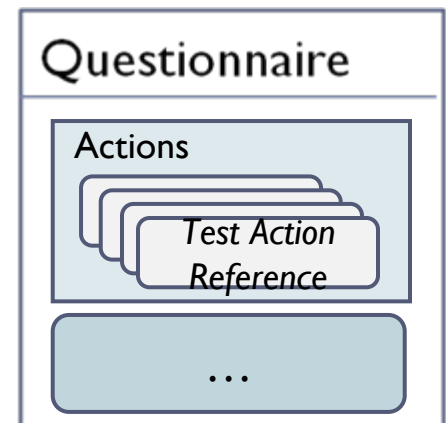 Questionnaire
Actions
Test Action
Reference
...